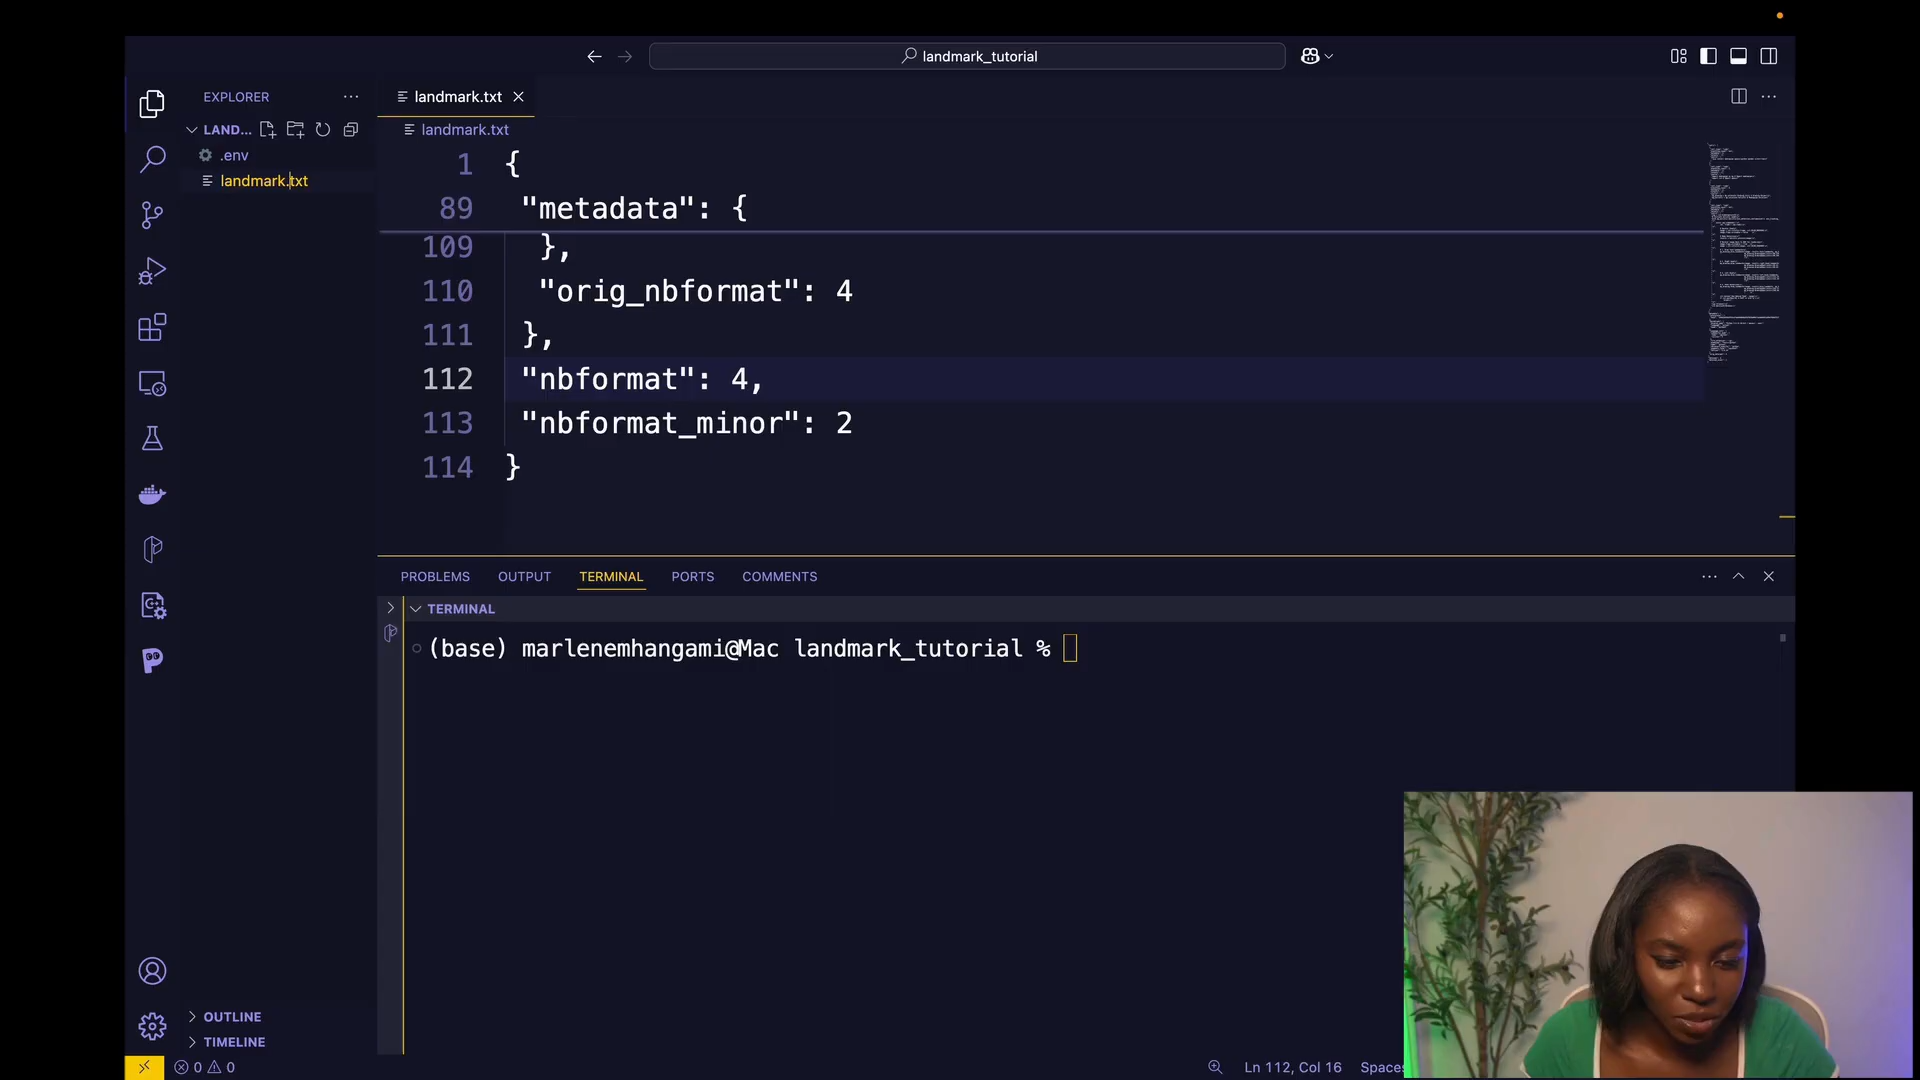 landmark_tutorial
EXPLORER
landmark.txt
LAND...
landmark.txt
.env
landmark.txt
1 {
89 "metadata": {
109 },
110 "orig_nbformat": 4
111 },
112 "nbformat": 4,
113 "nbformat_minor": 2
114 }
PROBLEMS OUTPUT TERMINAL PORTS COMMENTS
TERMINAL
(base) marlenemhangami@Mac landmark_tutorial %
OUTLINE
TIMELINE
0 0
Ln 112, Col 16 Spaces